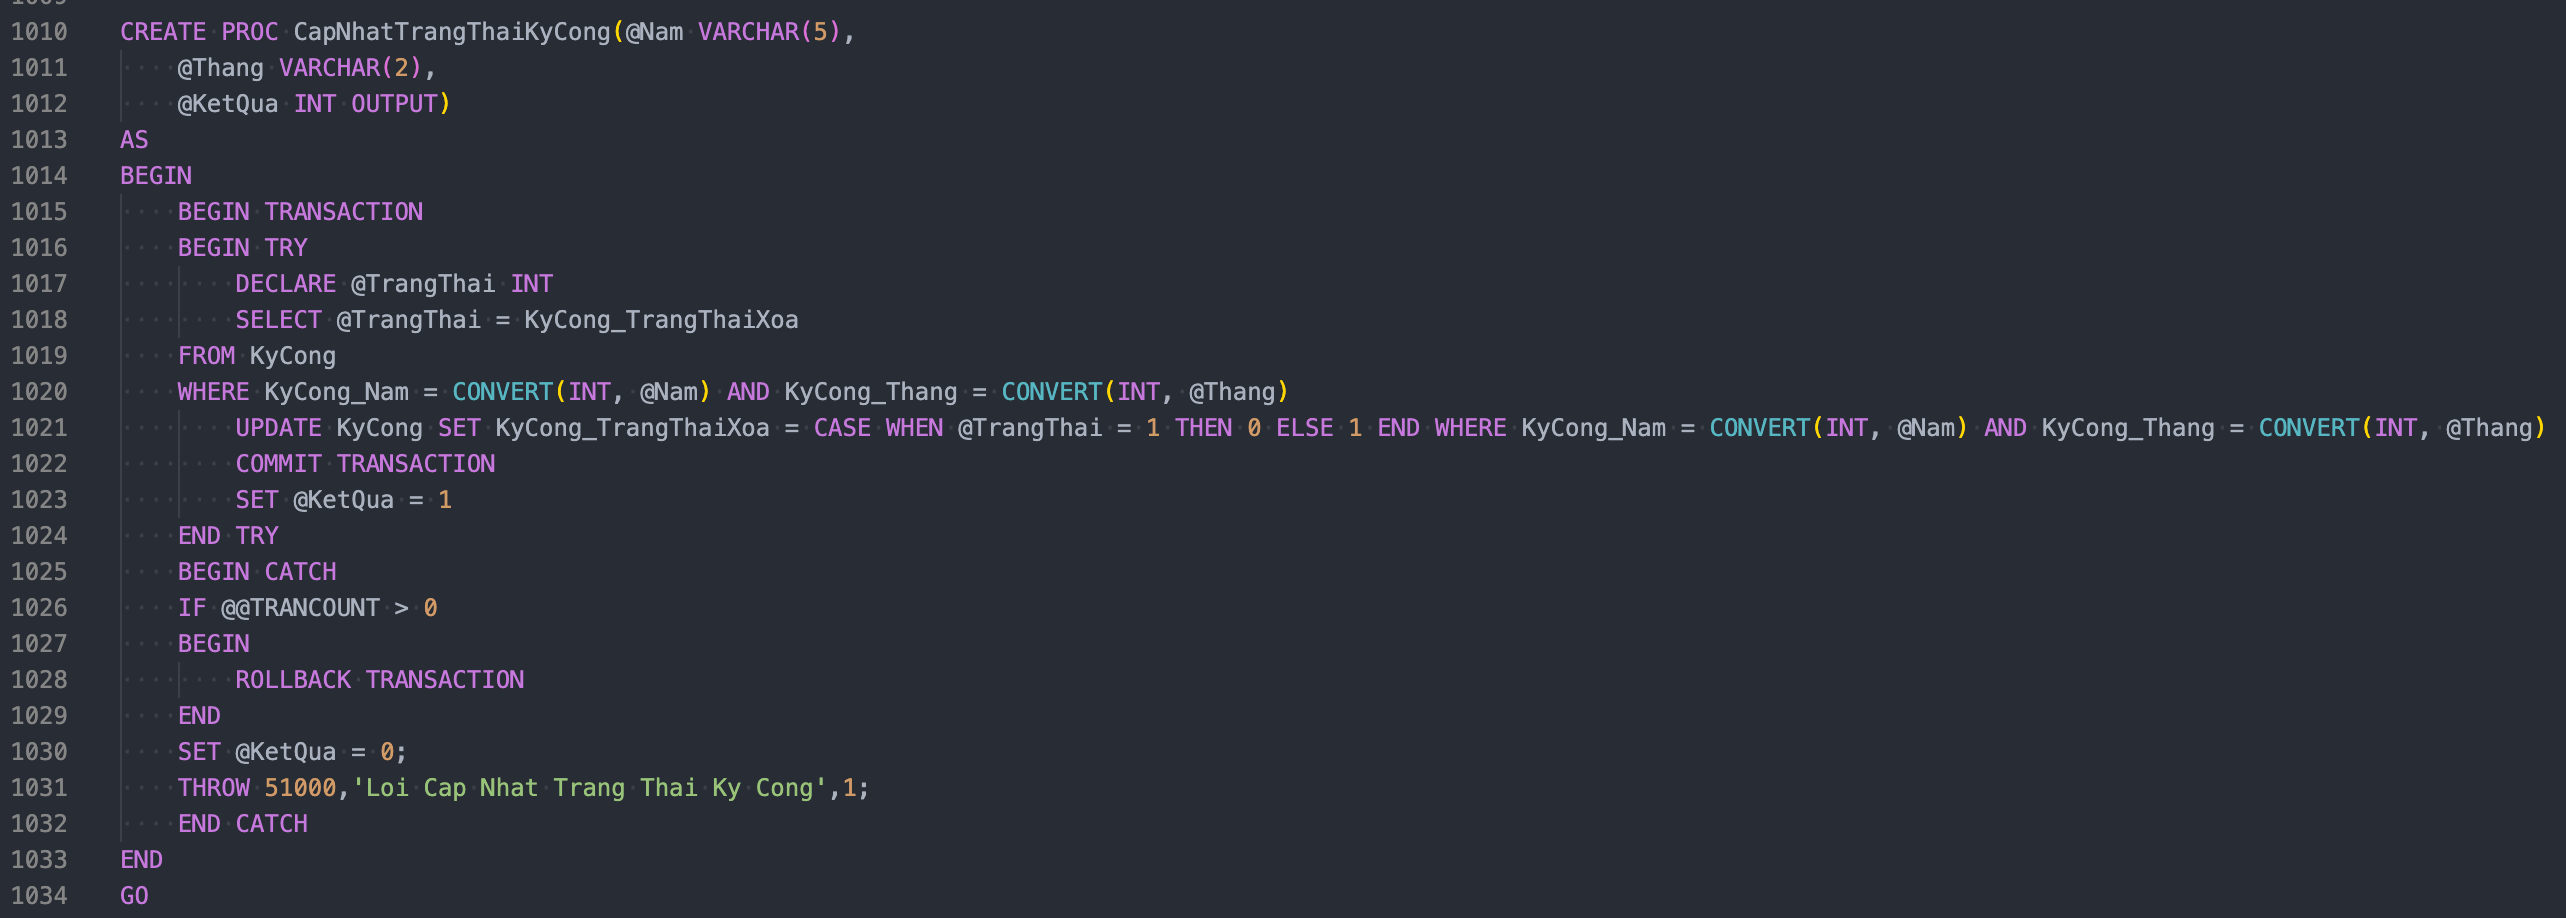 1010 CREATE PROC CapNhatTrangThaiKyCong(@Nam VARCHAR(5),
1011 @Thang VARCHAR(2),
1012 @KetQua INT OUTPUT)
1013 AS
1014 BEGIN
1015 BEGIN TRANSACTION
1016 BEGIN TRY
1017 DECLARE @TrangThai INT
1018 SELECT @TrangThai = KyCong_TrangThaiXoa
1019 FROM KyCong
1020 WHERE KyCong_Nam = CONVERT(INT, @Nam) AND KyCong_Thang = CONVERT(INT, @Thang)
1021 UPDATE KyCong SET KyCong_TrangThaiXoa = CASE WHEN @TrangThai = 1 THEN 0 ELSE 1 END WHERE KyCong_Nam = CONVERT(INT, @Nam) AND KyCong_Thang = CONVERT(INT, @Thang)
1022 COMMIT TRANSACTION
1023 SET @KetQua = 1
1024 END TRY
1025 BEGIN CATCH
1026 IF @@TRANCOUNT > 0
1027 BEGIN
1028 ROLLBACK TRANSACTION
1029 END
1030 SET @KetQua = 0;
1031 THROW 51000,'Loi Cap Nhat Trang Thai Ky Cong',1;
1032 END CATCH
1033 END
1034 GO